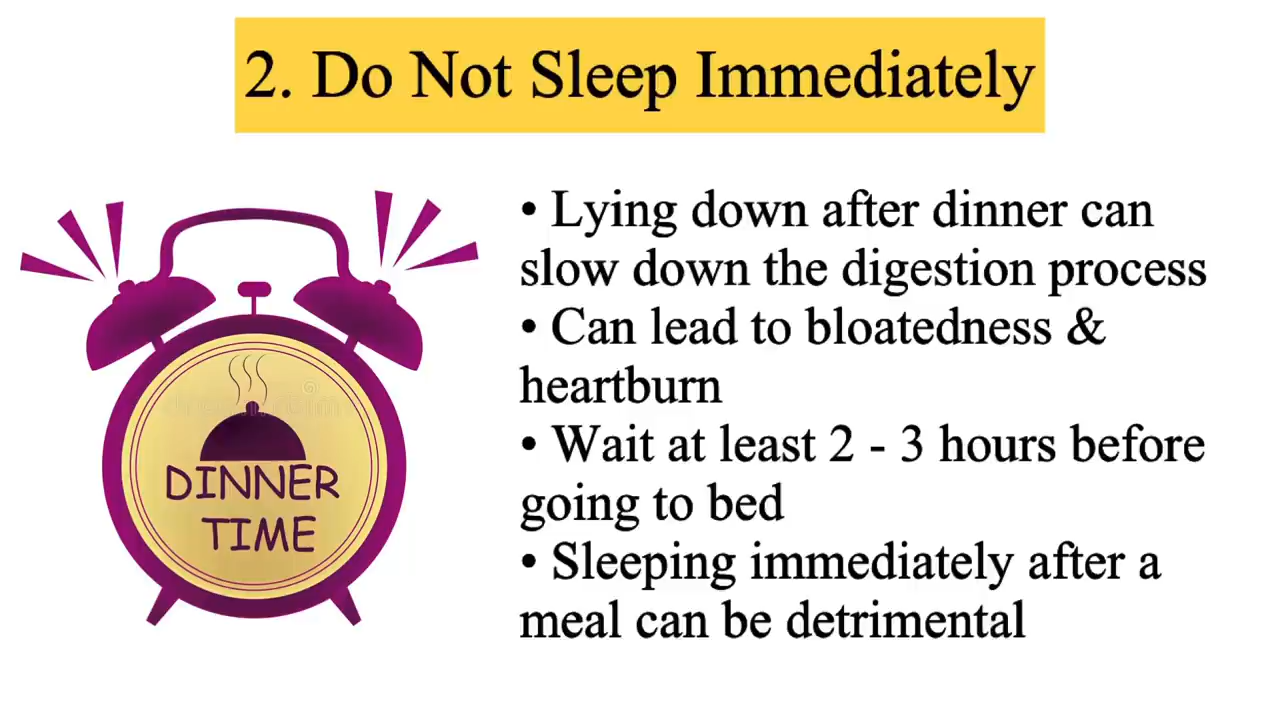 2. Do Not Sleep Immediately
• Lying down after dinner can
slow down the digestion process
• Can lead to bloatedness &
heartburn
• Wait at least 2 - 3 hours before
going to bed
• Sleeping immediately after a
meal can be detrimental
DINNER
TIME